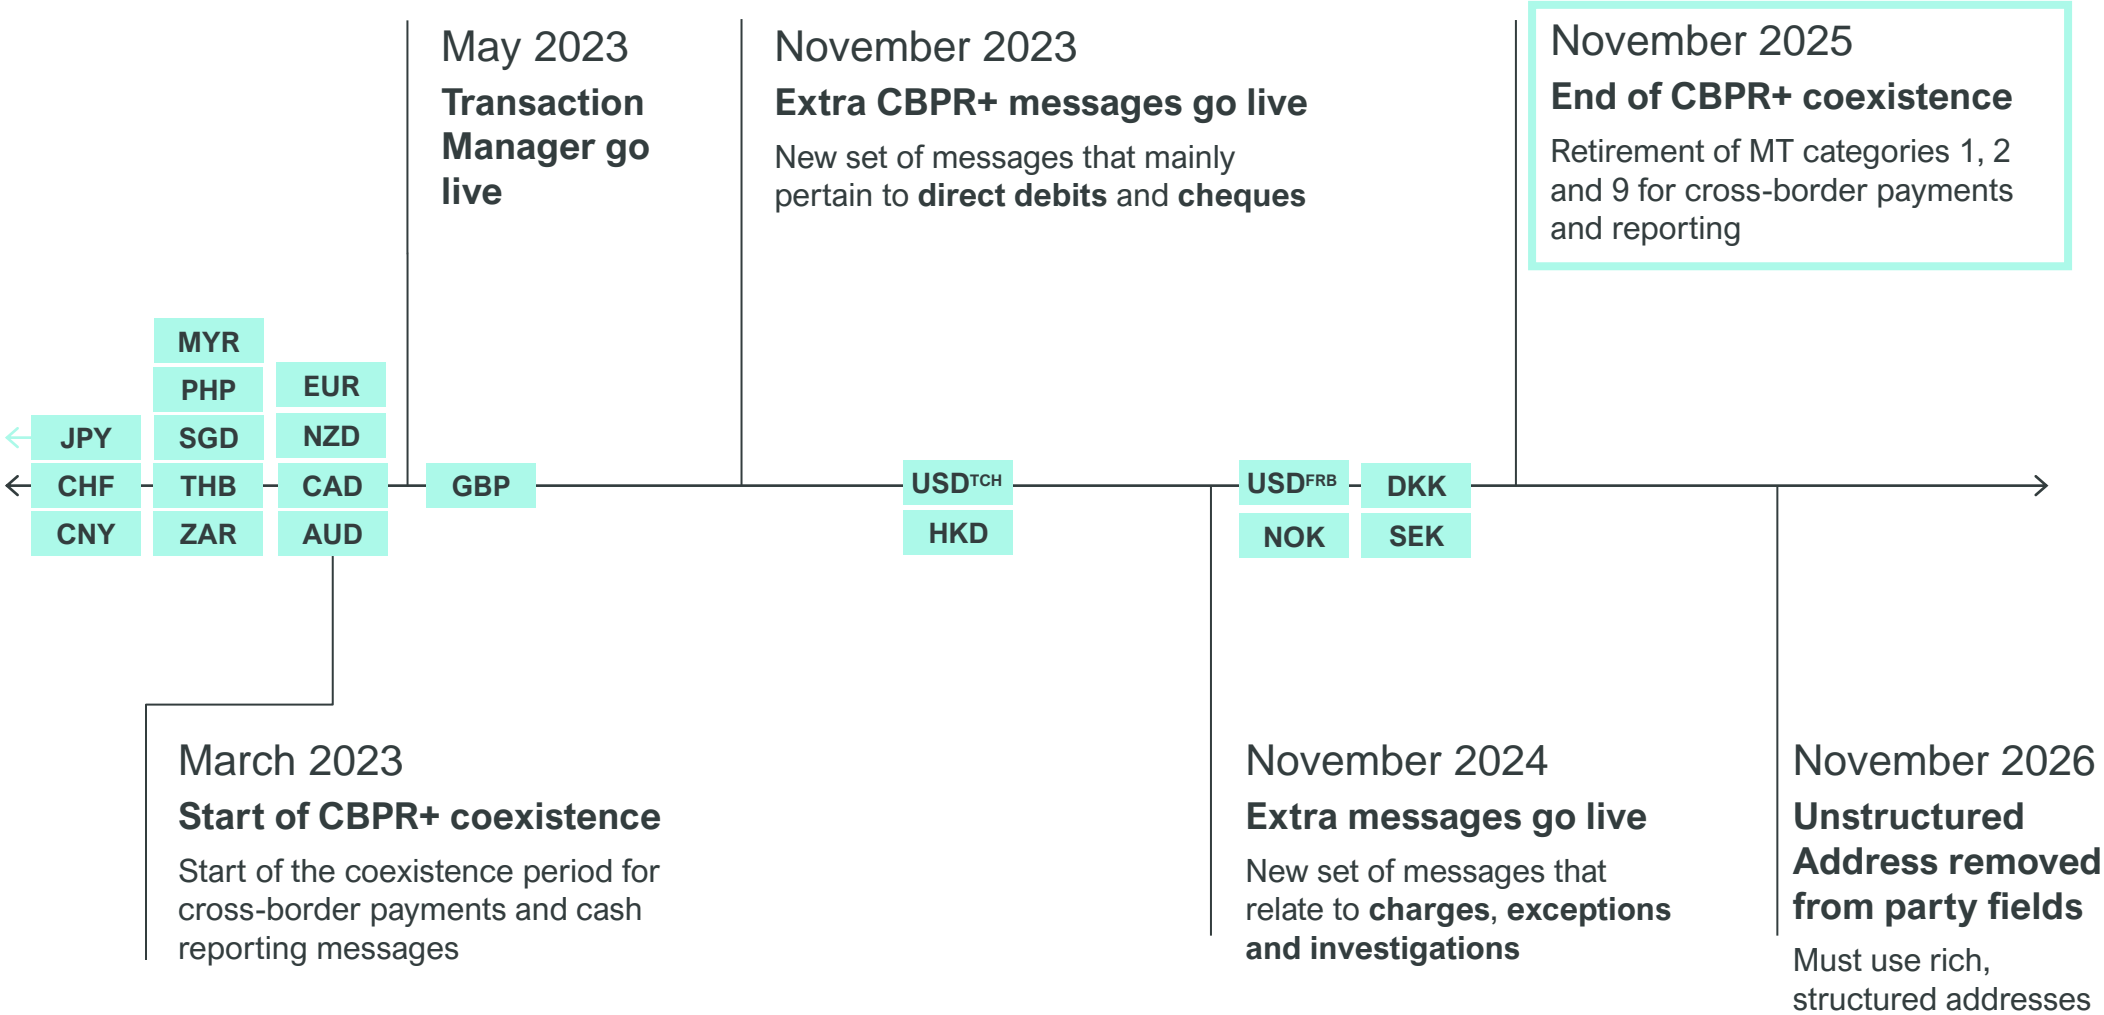 May 2023
Transaction
Manager go
live
November 2023
Extra CBPR+ messages go live
New set of messages that mainly
pertain to direct debits and cheques
November 2025
End of CBPR+ coexistence
Retirement of MT categories 1, 2
and 9 for cross-border payments
and reporting
JPY
CHF
CNY
MYR
PHP
SGD
THB
ZAR
EUR
NZD
CAD
AUD
GBP
USDTCH
HKD
USDFRB
NOK
DKK
SEK
March 2023
Start of CBPR+ coexistence
Start of the coexistence period for
cross-border payments and cash
reporting messages
November 2024
Extra messages go live
New set of messages that
relate to charges, exceptions
and investigations
November 2026
Unstructured
Address removed
from party fields
Must use rich,
structured addresses